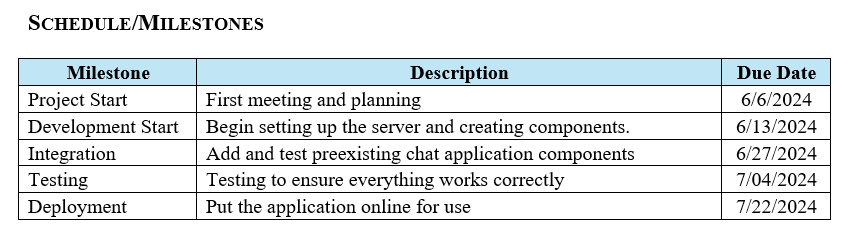 SCHEDULE/MILESTONES
Milestone Description Due Date
Project Start First meeting and planning 6/6/2024
Development Start Begin setting up the server and creating components. 6/13/2024
Integration Add and test preexisting chat application components 6/27/2024
Testing Testing to ensure everything works correctly 7/04/2024
Deployment Put the application online for use 7/22/2024